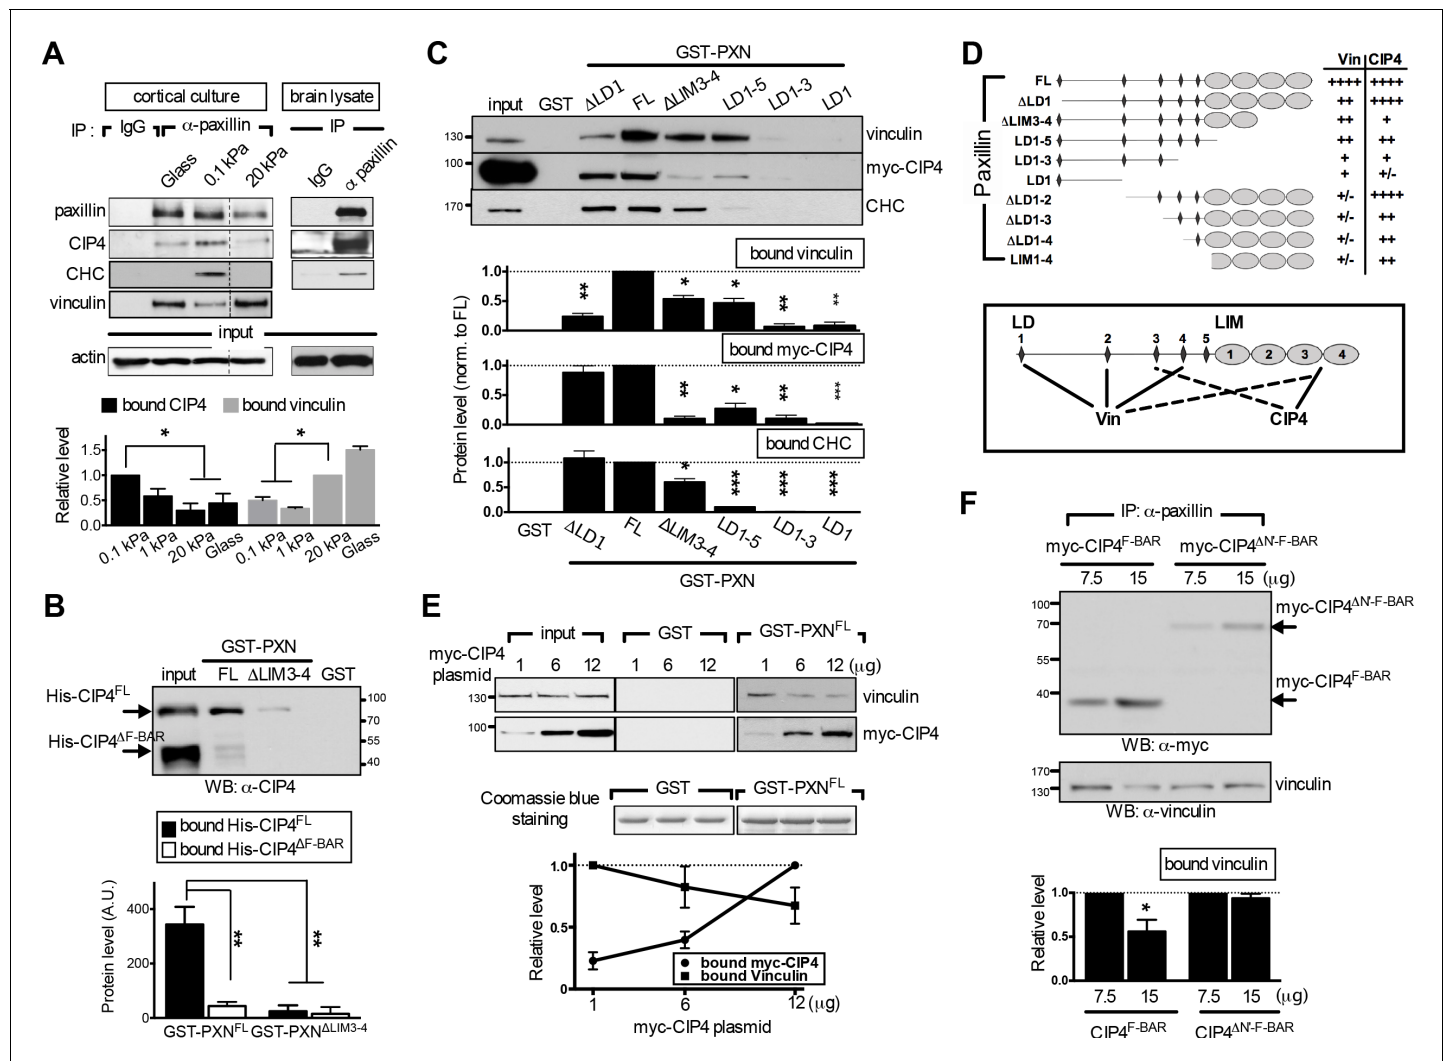 A
cortical culture
brain lysate
IP : IgG α-paxillin IP
Glass 0.1 kPa 20 kPa IgG α paxillin
paxillin
CIP4
CHC
vinculin
input
actin
bound CIP4 bound vinculin
* *
Relative level
1.5
1.0
0.5
0.0
0.1 kPa 1 kPa 20 kPa Glass 0.1 kPa 1 kPa 20 kPa Glass
B
GST-PXN
input FL ΔLIM3-4 GST
His-CIP4FL
His-CIP4ΔF-BAR
100
70
55
40
WB: α-CIP4
bound His-CIP4FL
bound His-CIP4ΔF-BAR
Protein level (A.U.)
400
200
0
** **
GST-PXNFL GST-PXNΔLIM3-4
C
GST-PXN
input GST ΔLD1 FL ΔLIM3-4 LD1-5 LD1-3 LD1
130 vinculin
100 myc-CIP4
170 CHC
Protein level (norm. to FL)
bound vinculin
1.0
0.5
0.0
** * * ** **
bound myc-CIP4
1.0
0.5
0.0
** * ** ***
bound CHC
1.0
0.5
0.0
* *** *** ***
GST ΔLD1 FL ΔLIM3-4 LD1-5 LD1-3 LD1
GST-PXN
D
Vin CIP4
Paxillin
FL ++++ ++++
ΔLD1 ++ ++++
ΔLIM3-4 ++ +
LD1-5 ++ ++
LD1-3 + +
LD1 + +/-
ΔLD1-2 +/- ++++
ΔLD1-3 +/- ++
ΔLD1-4 +/- ++
LIM1-4 +/- ++
LD LIM
1 2 3 4 5 1 2 3 4
Vin CIP4
E
input GST GST-PXNFL
myc-CIP4
plasmid
1 6 12 1 6 12 1 6 12 (μg)
130 vinculin
100 myc-CIP4
GST GST-PXNFL
Coomassie blue
staining
Relative level
1.0
0.5
0
bound myc-CIP4
bound Vinculin
1 6 12 (μg)
myc-CIP4 plasmid
F
IP: α-paxillin
myc-CIP4F-BAR myc-CIP4ΔN'-F-BAR
7.5 15 7.5 15 (μg)
100
70
55
40
myc-CIP4ΔN'-F-BAR
myc-CIP4F-BAR
WB: α-myc
170
130
vinculin
WB: α-vinculin
bound vinculin
Relative level
1.0
0.5
0.0
*
7.5 15 7.5 15 (μg)
CIP4F-BAR CIP4ΔN'-F-BAR